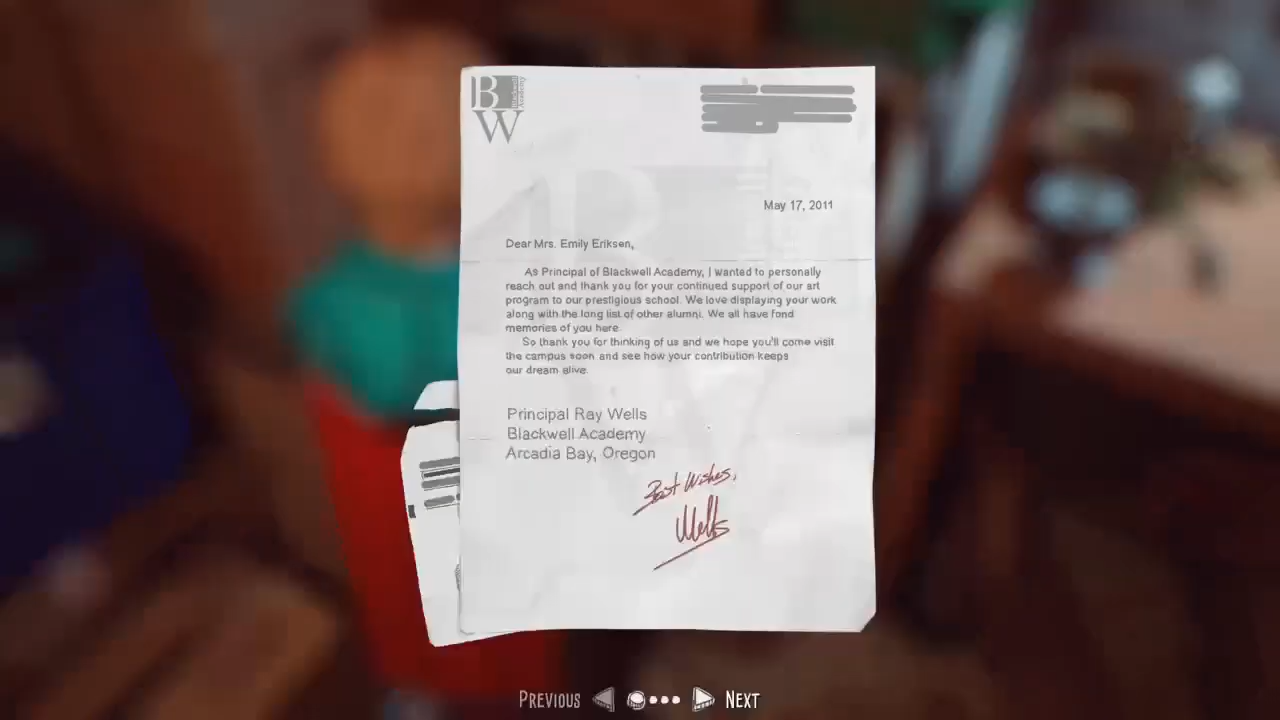 BW Blackwell Academy
May 17, 2011
Dear Mrs. Emily Eriksen,
As Principal of Blackwell Academy, I wanted to personally
reach out and thank you for your continued support of our art
program to our prestigious school. We love displaying your work
along with the long list of other alumni. We all have fond
memories of you here.
So thank you for thinking of us and we hope you'll come visit
the campus soon and see how your contribution keeps
our dream alive.
Principal Ray Wells
Blackwell Academy
Arcadia Bay, Oregon
Best Wishes,
Wells
PREVIOUS NEXT